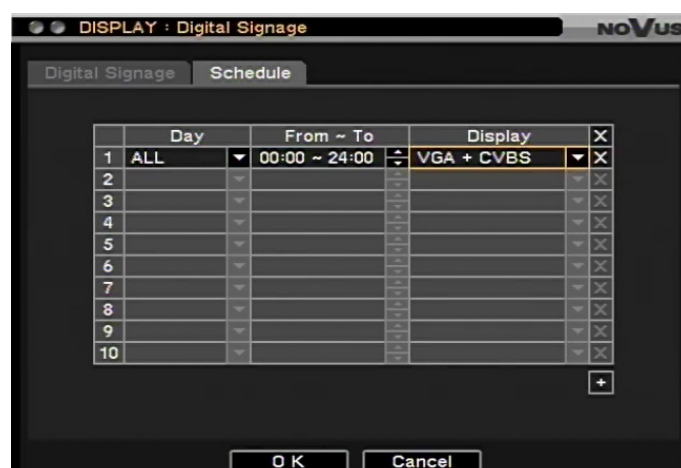 DISPLAY : Digital Signage
NOVUS
Digital Signage Schedule
Day From ~ To Display X
1 ALL 00:00 ~ 24:00 VGA + CVBS X
2 X
3 X
4 X
5 X
6 X
7 X
8 X
9 X
10 X
+
OK Cancel